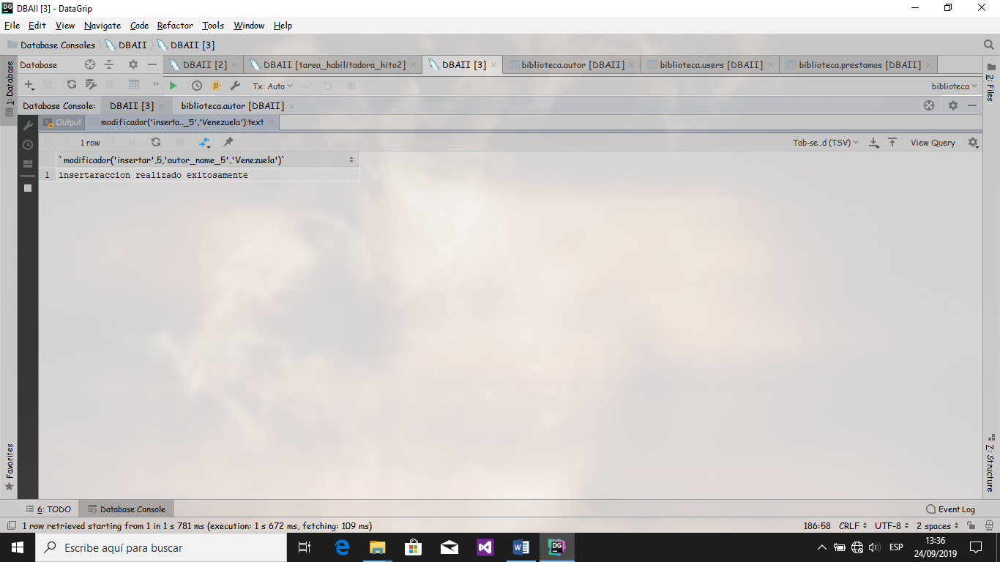 DBAII [3] - DataGrip
File Edit View Navigate Code Refactor Tools Window Help
Database Consoles DBAII DBAII [3]
Database DBAII [2] DBAII [tarea_habilitadora_hito2] DBAII [3] biblioteca.autor [DBAII] biblioteca.users [DBAII] biblioteca.prestamos [DBAII]
1: Database
2: Files
Tx: Auto biblioteca
Database Console: DBAII [3] biblioteca.autor [DBAII]
Output modificador('inserta..._5','Venezuela'):text
1 row Tab-se...d (TSV) View Query
`modificador('insertar',5,'autor_name_5','Venezuela')`
1 insertaraccion realizado exitosamente
Favorites
7: Structure
6: TODO Database Console Event Log
1 row retrieved starting from 1 in 1 s 781 ms (execution: 1 s 672 ms, fetching: 109 ms) 186:58 CRLF UTF-8 2 spaces
Escribe aquí para buscar
ESP
13:36
24/09/2019